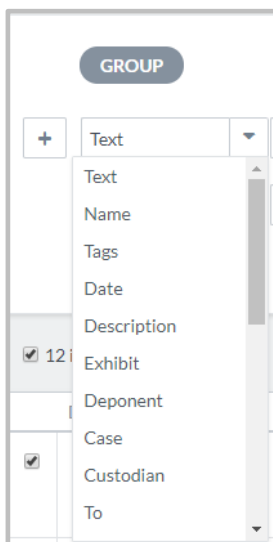 GROUP
+ Text
Text
Name
Tags
Date
Description
Exhibit
Deponent
12
Case
Custodian
To